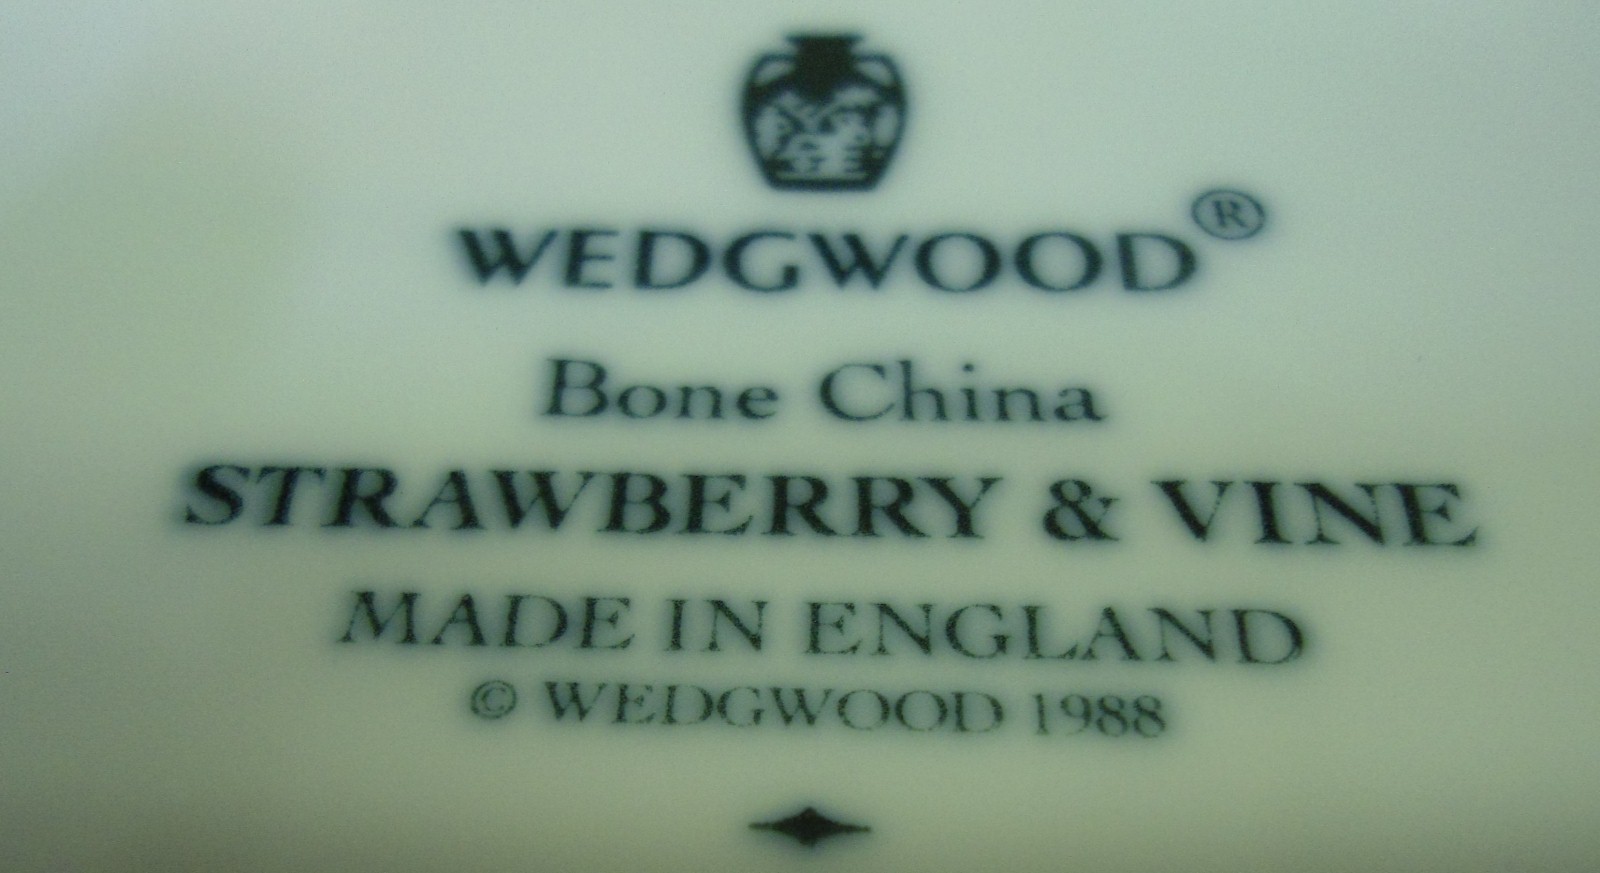 WEDGWOOD®
Bone China
STRAWBERRY & VINE
MADE IN ENGLAND
© WEDGWOOD 1988